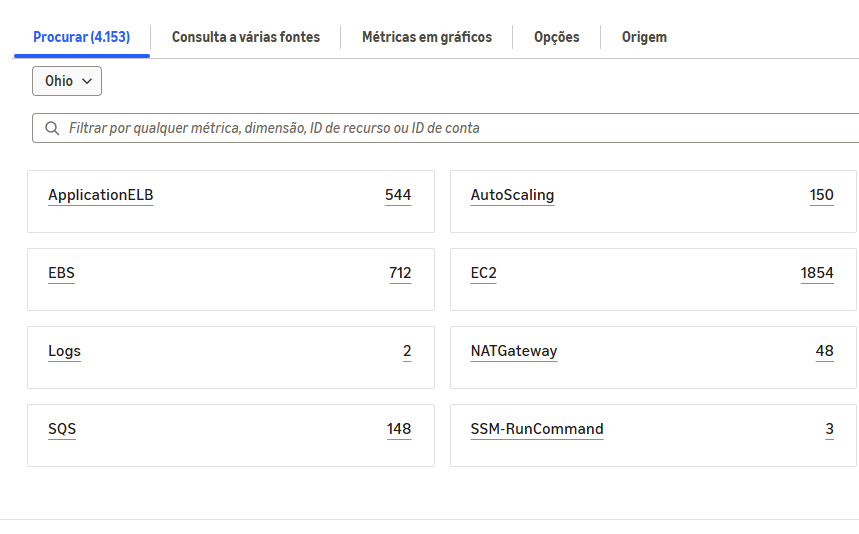 Procurar (4.153) Consulta a várias fontes Métricas em gráficos Opções Origem
Ohio
Filtrar por qualquer métrica, dimensão, ID de recurso ou ID de conta
ApplicationELB 544 AutoScaling 150
EBS 712 EC2 1854
Logs 2 NATGateway 48
SQS 148 SSM-RunCommand 3